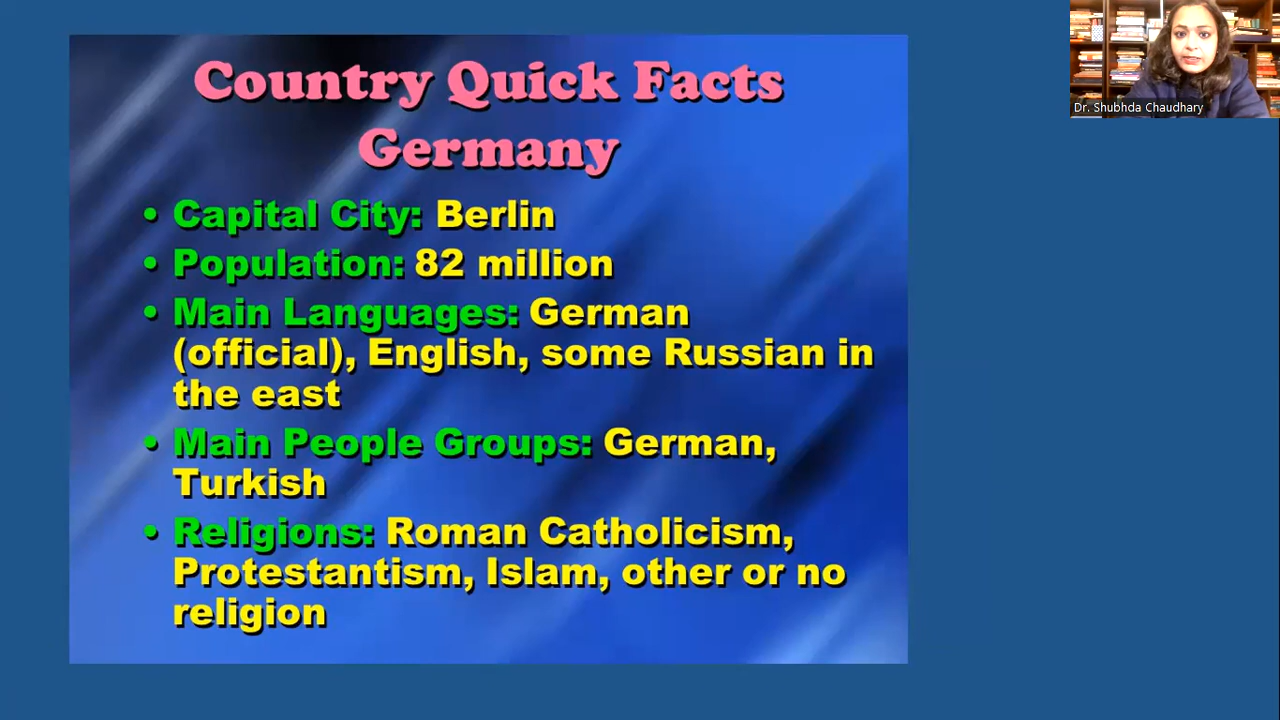 Country Quick Facts
Germany
• Capital City: Berlin
• Population: 82 million
• Main Languages: German
(official), English, some Russian in
the east
• Main People Groups: German,
Turkish
• Religions: Roman Catholicism,
Protestantism, Islam, other or no
religion
Dr. Shubhda Chaudhary